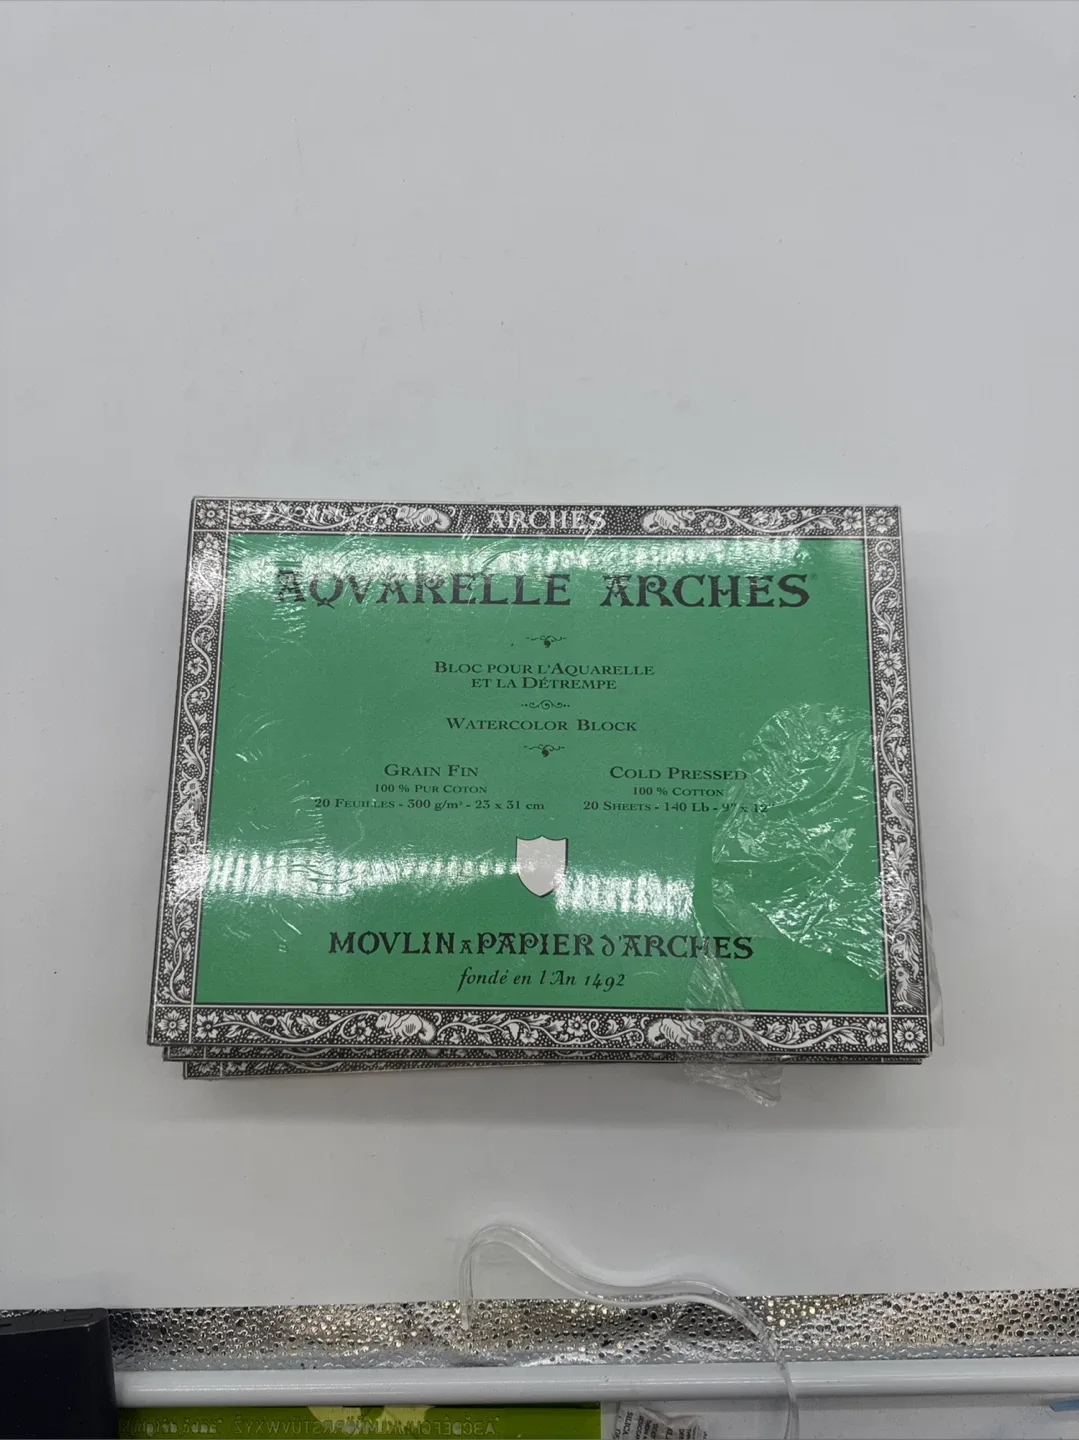 ARCHES
AQVARELLE ARCHES®
BLOC POUR L'AQUARELLE
ET LA DÉTREMPE
WATERCOLOR BLOCK
GRAIN FIN
100 % PUR COTON
20 FEUILLES - 300 g/m² - 23 x 31 cm
COLD PRESSED
100 % COTTON
20 SHEETS - 140 Lb - 9" x 12"
MOVLIN A PAPIER d'ARCHES
fondé en l'An 1492